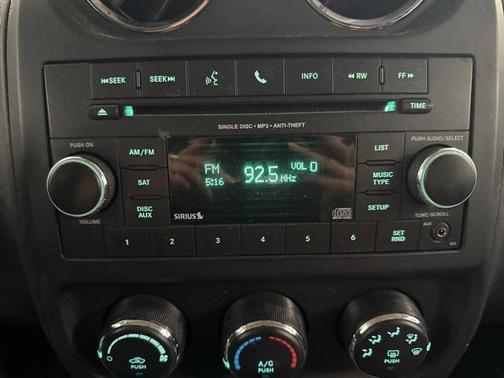 SEEK SEEK INFO RW FF
TIME
SINGLE DISC • MP3 • ANTI-THEFT
PUSH ON PUSH AUDIO/SELECT
AM/FM LIST
FM 92.5 MHz VOL 0
5:16
SAT MUSIC TYPE
DISC AUX SETUP
VOLUME SIRIUS TUNE/SCROLL
AUX
1 2 3 4 5 6 SET RND
O
PUSH A/C PUSH PUSH